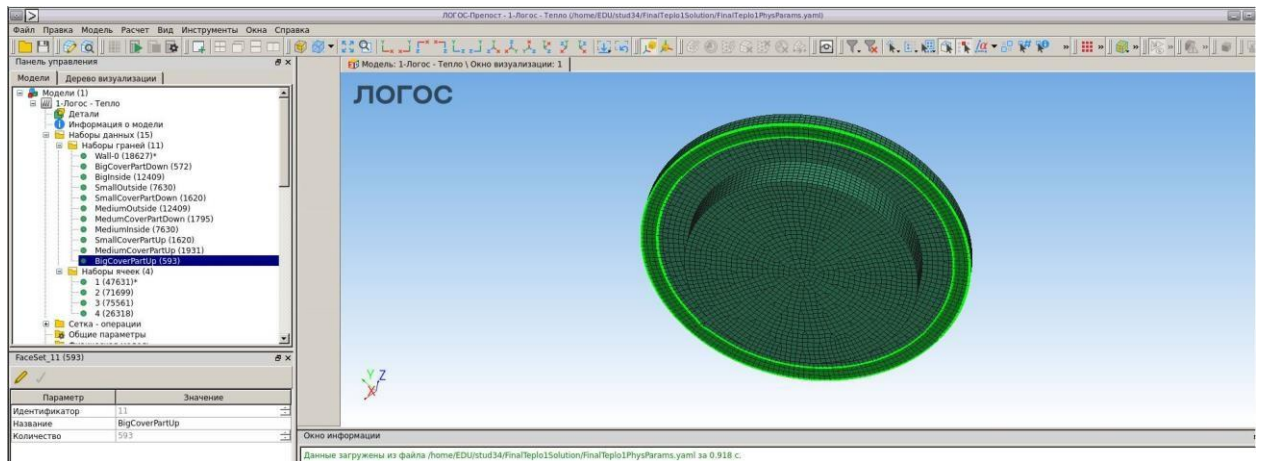 ЛОГОС-Препост - 1-Логос - Тепло (/home/EDU/stud34/FinalTeplo1Solution/FinalTeplo1PhysParams.yaml)
Файл Правка Модель Расчет Вид Инструменты Окна Справка
Панель управления
Модели Дерево визуализации
Модели (1)
1-Логос - Тепло
Детали
Информация о модели
Наборы данных (15)
Наборы граней (11)
Wall-0 (18627)*
BigCoverPartDown (572)
BigInside (12409)
SmallOutside (7630)
SmallCoverPartDown (1620)
MediumOutside (12409)
MedumCoverPartDown (1795)
MediumInside (7630)
SmallCoverPartUp (1620)
MediumCoverPartUp (1931)
BigCoverPartUp (593)
Наборы ячеек (4)
1 (47631)*
2 (71699)
3 (75561)
4 (26318)
Сетка - операции
Общие параметры
FaceSet_11 (593)
Параметр Значение
Идентификатор 11
Название BigCoverPartUp
Количество 593
Модель: 1-Логос - Тепло \ Окно визуализации: 1
ЛОГОС
Y Z
X
Окно информации
Данные загружены из файла /home/EDU/stud34/FinalTeplo1Solution/FinalTeplo1PhysParams.yaml за 0.918 с.